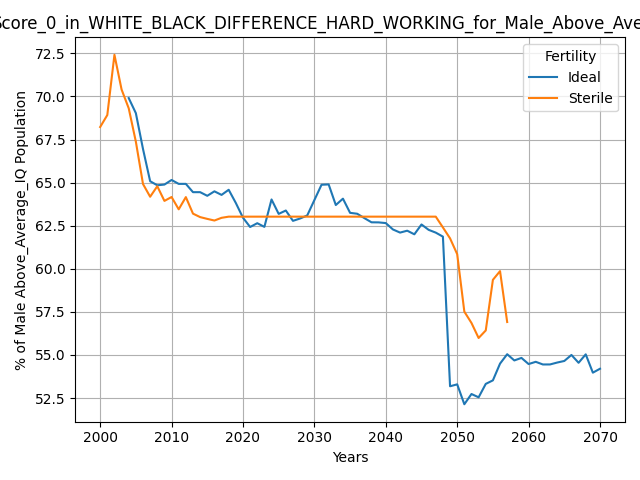 Score_0_in_WHITE_BLACK_DIFFERENCE_HARD_WORKING_for_Male_Above_Ave
Fertility
Ideal
Sterile
% of Male Above_Average_IQ Population
72.5
70.0
67.5
65.0
62.5
60.0
57.5
55.0
52.5
2000 2010 2020 2030 2040 2050 2060 2070
Years